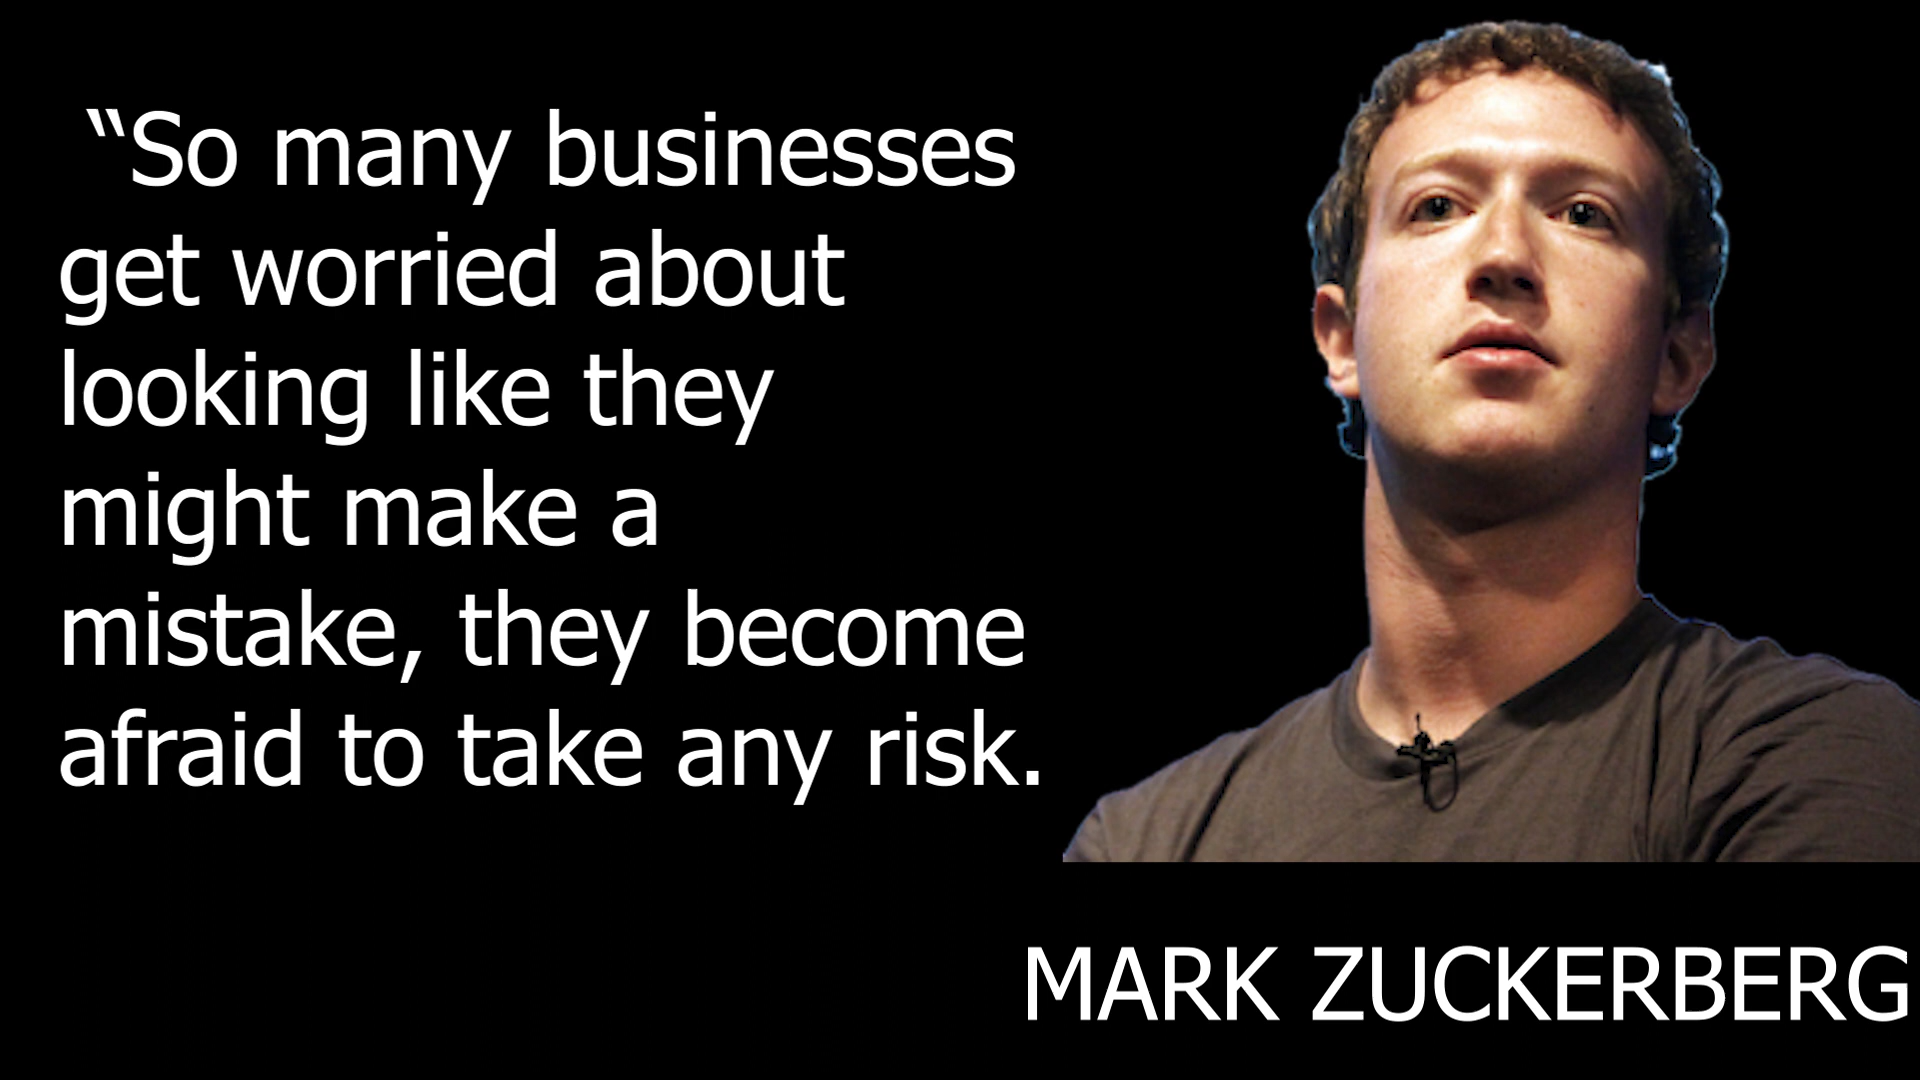 “So many businesses
get worried about
looking like they
might make a
mistake, they become
afraid to take any risk.
MARK ZUCKERBERG